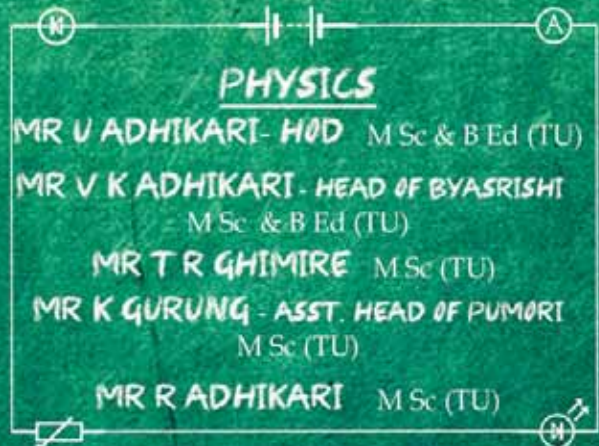 A
PHYSICS
MR U ADHIKARI- HOD M Sc & B Ed (TU)
MR V K ADHIKARI - HEAD OF BYASRISHI
M Sc & B Ed (TU)
MR T R GHIMIRE M Sc (TU)
MR K GURUNG - ASST. HEAD OF PUMORI
M Sc (TU)
MR R ADHIKARI M Sc (TU)